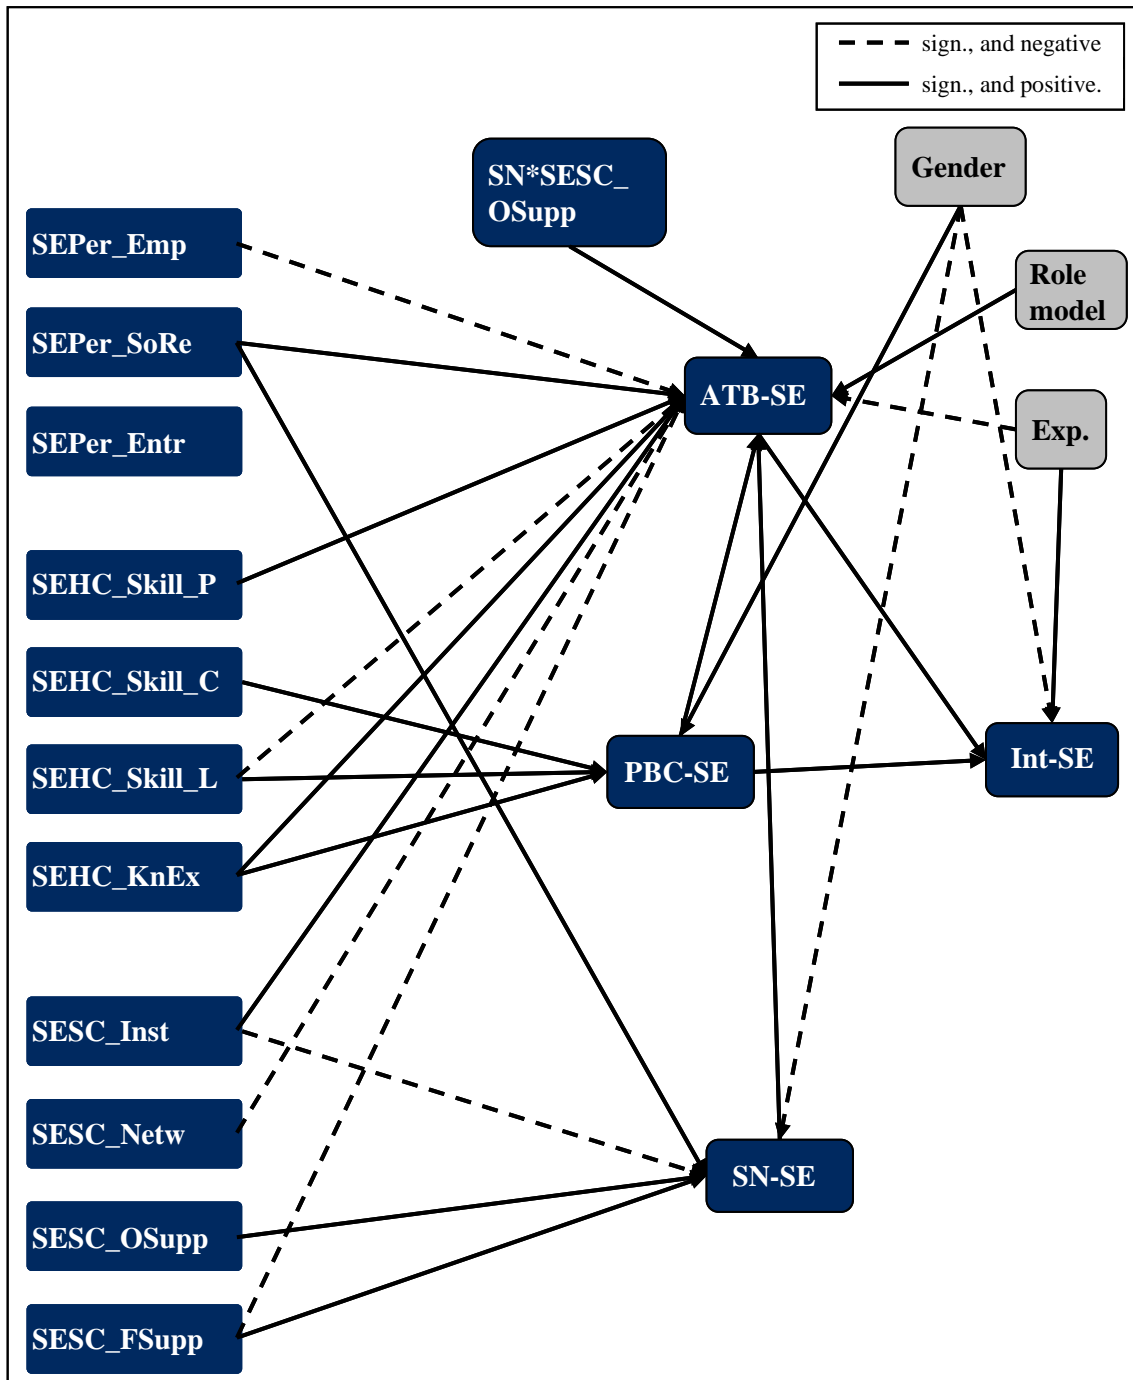 sign., and negative
sign., and positive.
SN*SESC_
OSupp
Gender
SEPer_Emp
Role
model
SEPer_SoRe
ATB-SE
SEPer_Entr
Exp.
SEHC_Skill_P
SEHC_Skill_C
SEHC_Skill_L
PBC-SE
Int-SE
SEHC_KnEx
SESC_Inst
SESC_Netw
SN-SE
SESC_OSupp
SESC_FSupp